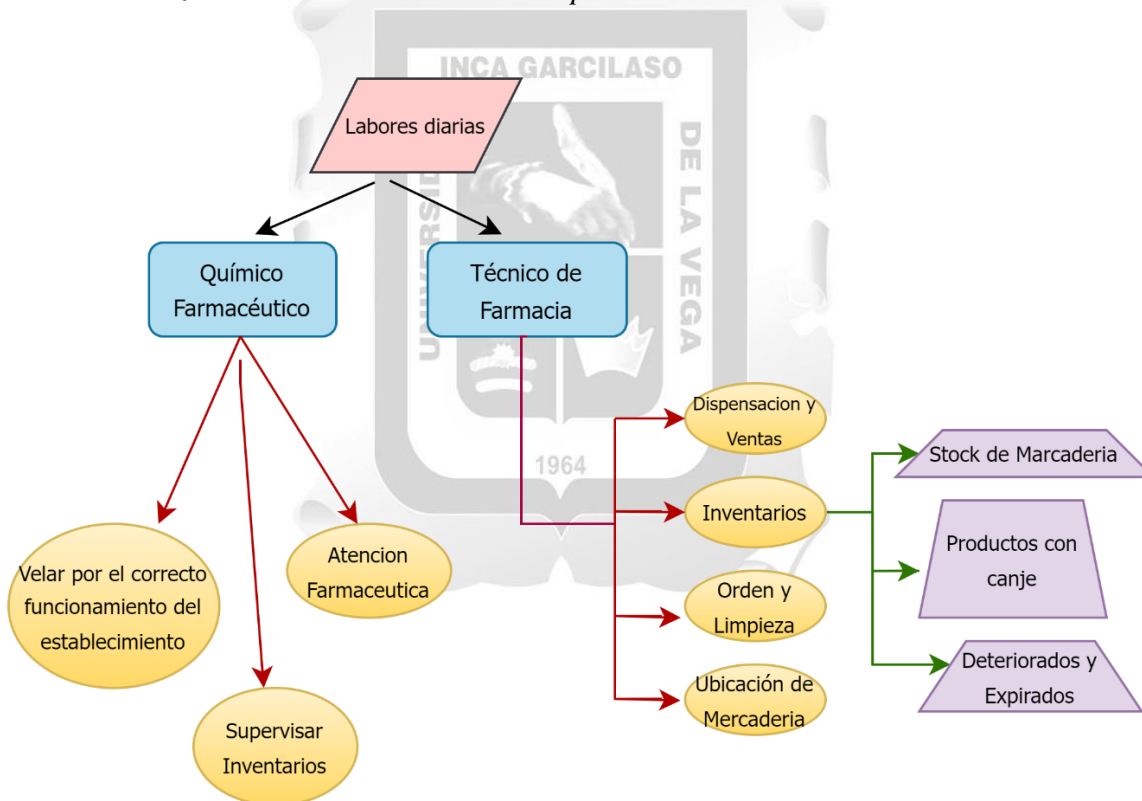 INCA GARCILASO
DE LA VEGA
1964
Labores diarias
Químico
Farmacéutico
Técnico de
Farmacia
Dispensacion y
Ventas
Stock de Marcaderia
Inventarios
Productos con
canje
Atencion
Farmaceutica
Velar por el correcto
funcionamiento del
establecimiento
Orden y
Limpieza
Deteriorados y
Expirados
Ubicación de
Mercaderia
Supervisar
Inventarios